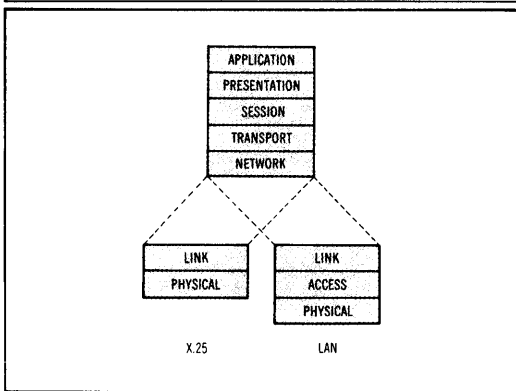 APPLICATION
PRESENTATION
SESSION
TRANSPORT
NETWORK
LINK
PHYSICAL
X.25
LINK
ACCESS
PHYSICAL
LAN